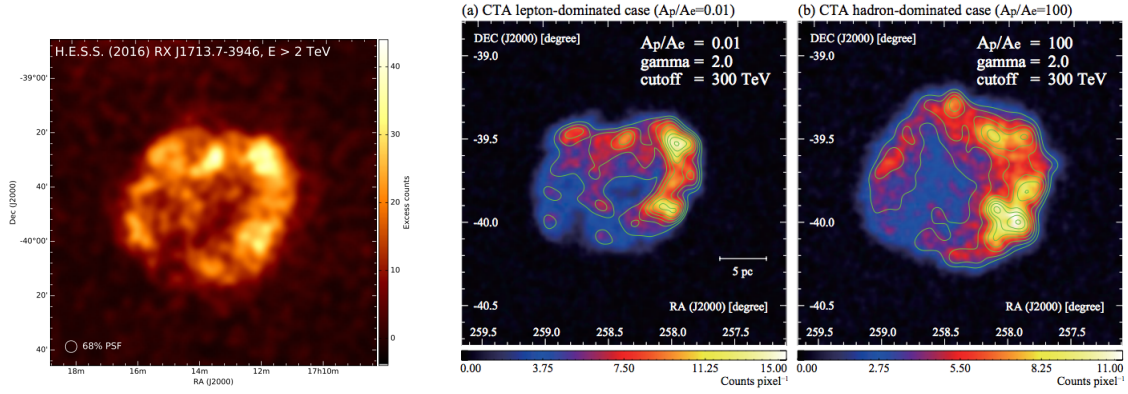 H.E.S.S. (2016) RX J1713.7-3946, E > 2 TeV
-39°00'
20'
40'
-40°00'
20'
40'
Dec (J2000)
68% PSF
18m
16m
14m
12m
17h10m
RA (J2000)
40
30
20
10
0
Excess counts
(a) CTA lepton-dominated case (Ap/Ae=0.01)
DEC (J2000) [degree]
Ap/Ae = 0.01
gamma = 2.0
cutoff = 300 TeV
-39.0
-39.5
-40.0
-40.5
5 pc
RA (J2000) [degree]
259.5
259.0
258.5
258.0
257.5
0.00
3.75
7.50
11.25
15.00
Counts pixel⁻¹
(b) CTA hadron-dominated case (Ap/Ae=100)
DEC (J2000) [degree]
Ap/Ae = 100
gamma = 2.0
cutoff = 300 TeV
-39.0
-39.5
-40.0
-40.5
RA (J2000) [degree]
259.5
259.0
258.5
258.0
257.5
0.00
2.75
5.50
8.25
11.00
Counts pixel⁻¹